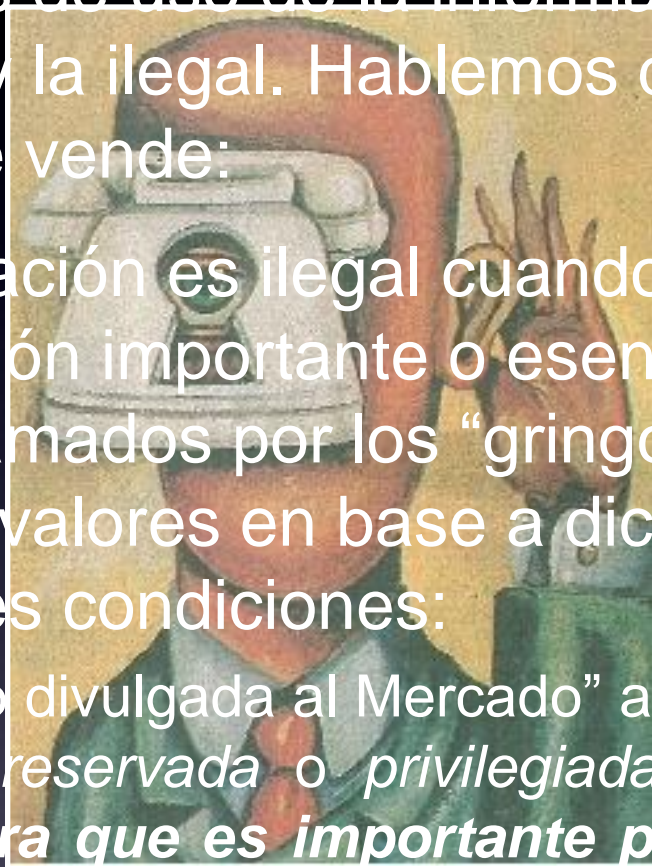 y la ilegal. Hablemos
vende:
ación es ilegal cuando
ón importante o esen
mados por los “gringo
valores en base a dic
s condiciones:
divulgada al Mercado” a
reservada o privilegiada
ra que es importante p